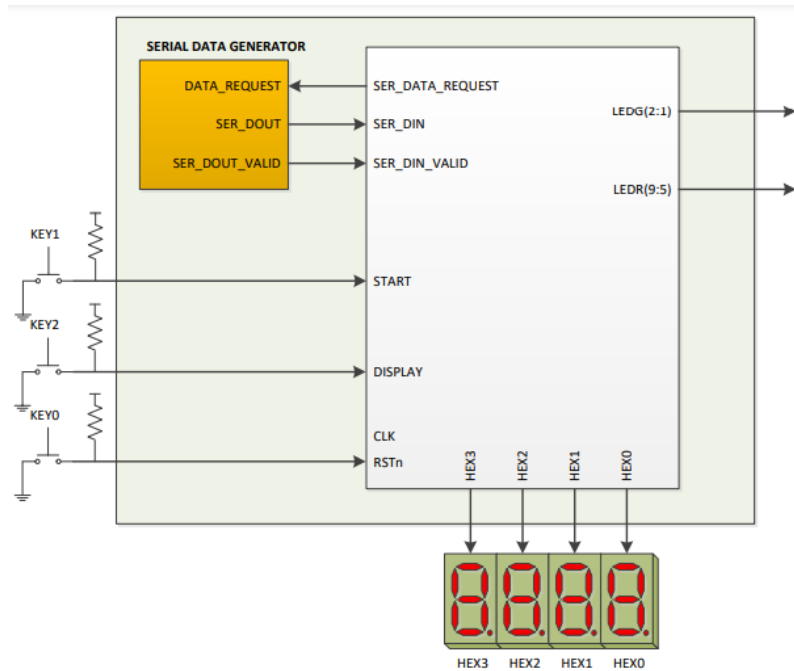 SERIAL DATA GENERATOR
DATA_REQUEST
SER_DOUT
SER_DOUT_VALID
SER_DATA_REQUEST
SER_DIN
SER_DIN_VALID
LEDG(2:1)
LEDR(9:5)
KEY1
START
KEY2
DISPLAY
KEY0
CLK
RSTn
HEX3
HEX2
HEX1
HEX0
HEX3 HEX2 HEX1 HEX0